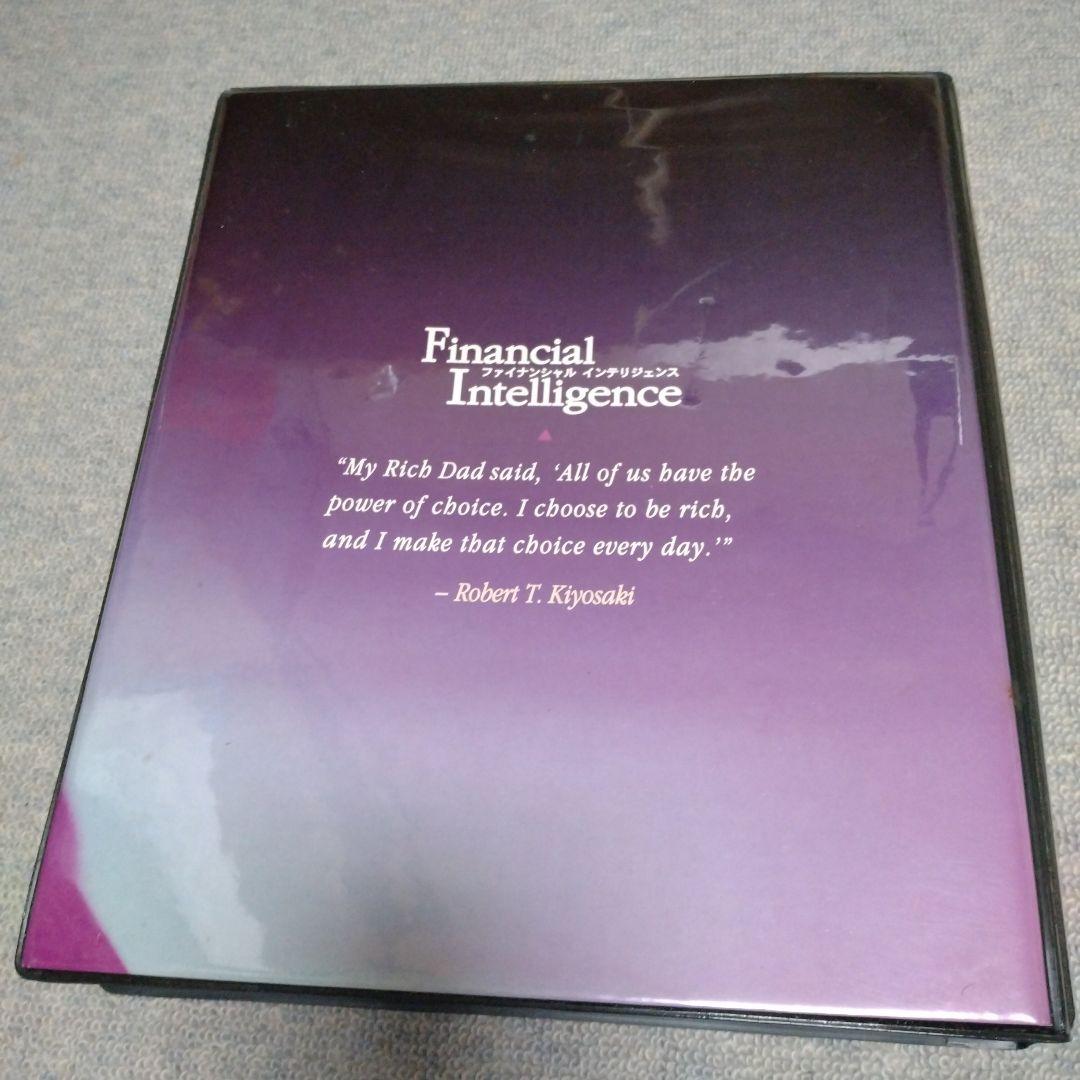 Financial
ファイナンシャル インテリジェンス
Intelligence
“My Rich Dad said, ‘All of us have the
power of choice. I choose to be rich,
and I make that choice every day.’”
– Robert T. Kiyosaki